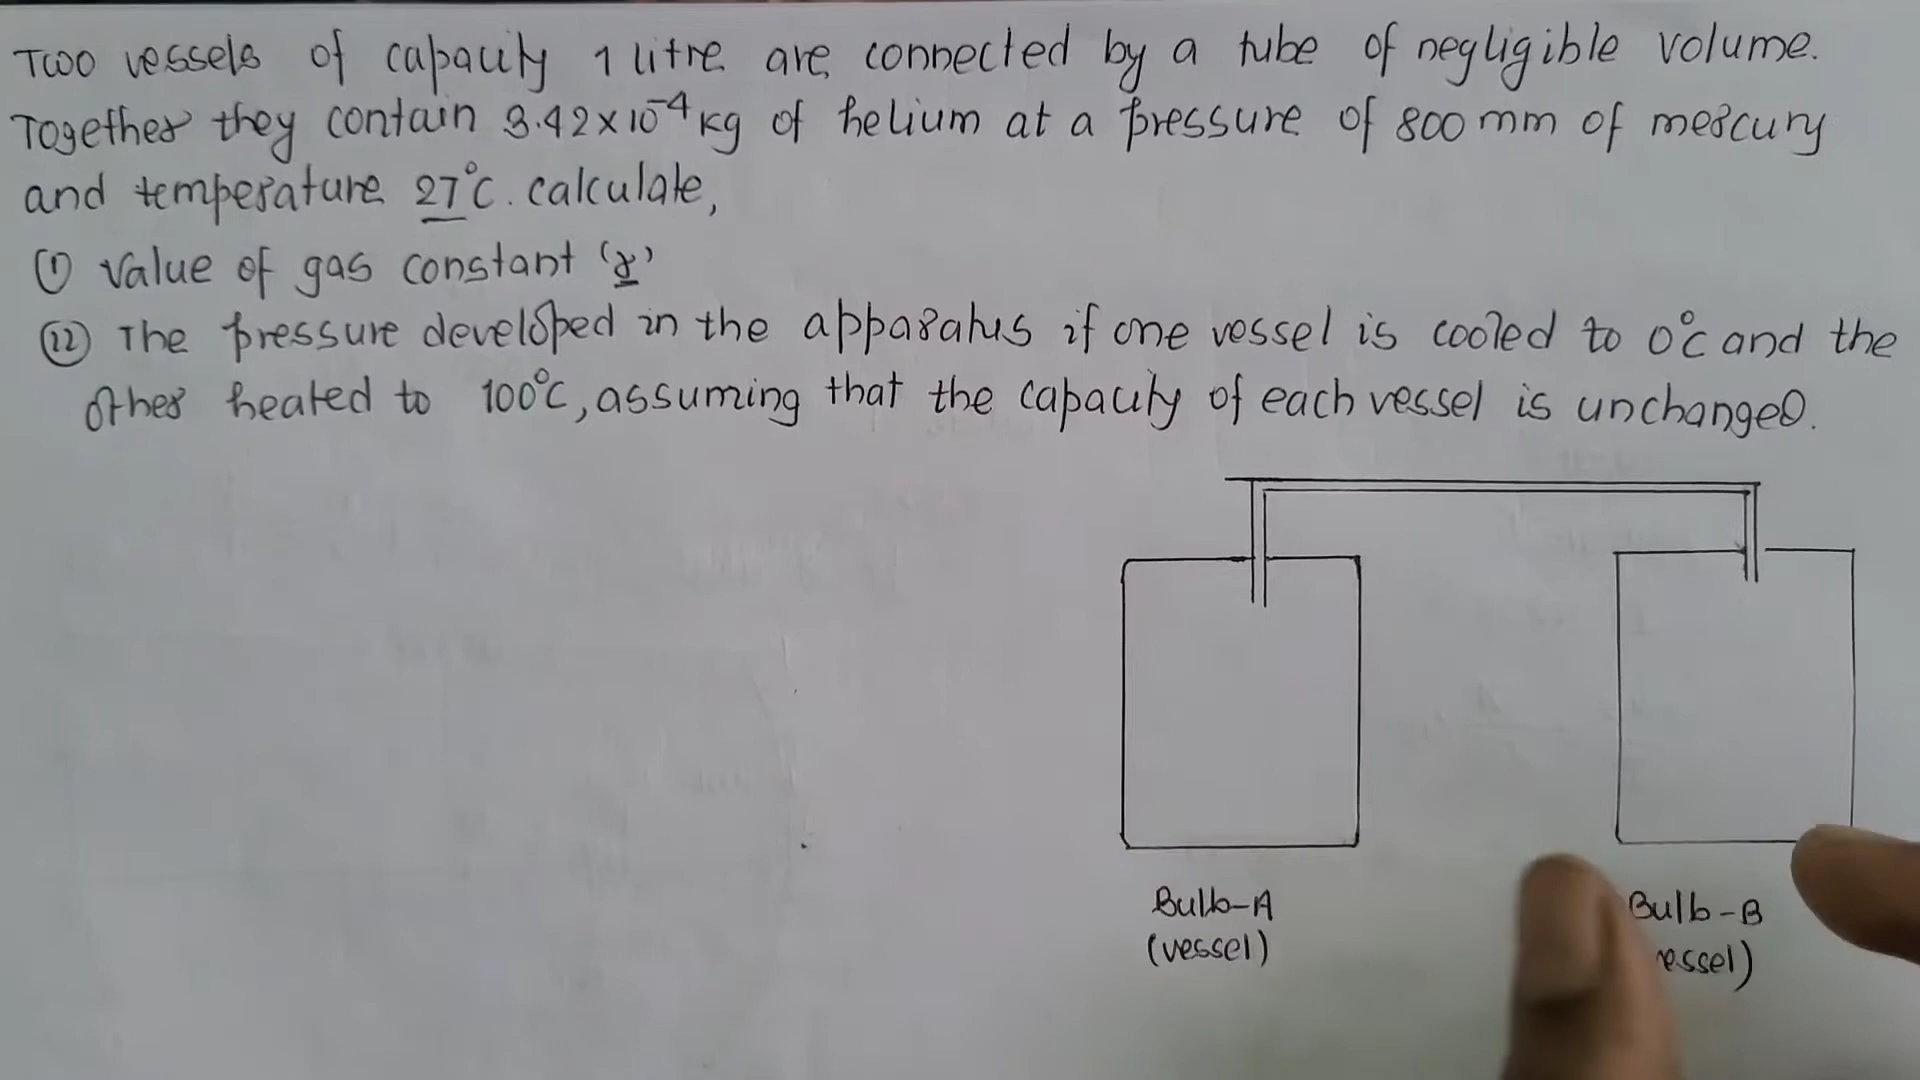 Two vessels of capacity 1 litre are connected by a tube of negligible volume.
Together they contain 3.42×10⁻⁴ kg of helium at a pressure of 800 mm of mercury
and temperature 27°C. calculate,
(i) Value of gas constant 'r'
(ii) The pressure developed in the apparatus if one vessel is cooled to 0°C and the
other heated to 100°C, assuming that the capacity of each vessel is unchanged.
Bulb-A
(vessel)
Bulb-B
essel)